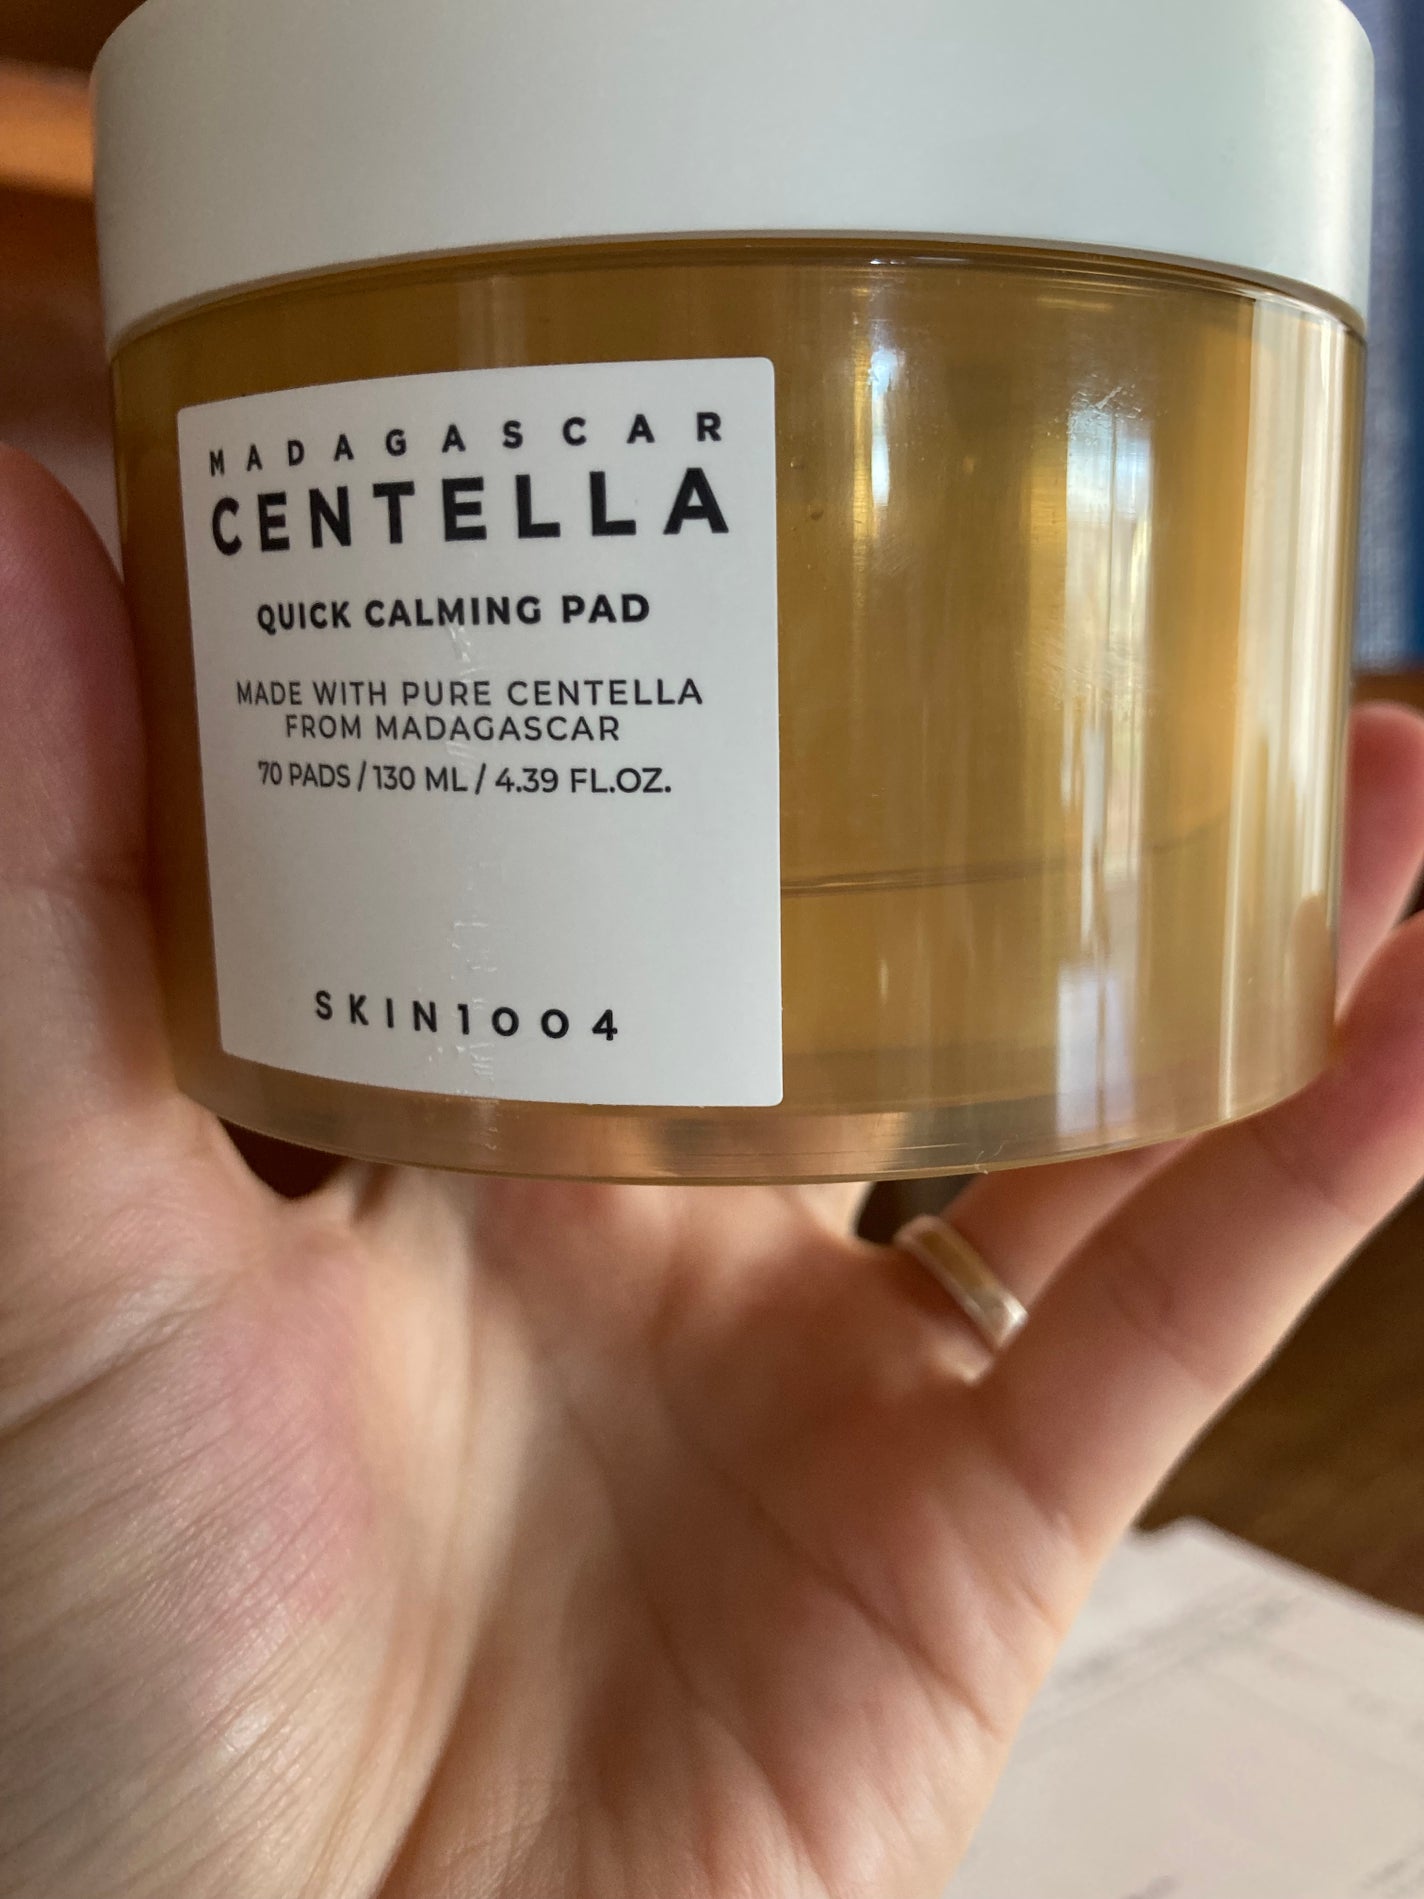 MADAGASCAR
CENTELLA
QUICK CALMING PAD
MADE WITH PURE CENTELLA
FROM MADAGASCAR
70 PADS / 130 ML / 4.39 FL.OZ.
SKIN1004